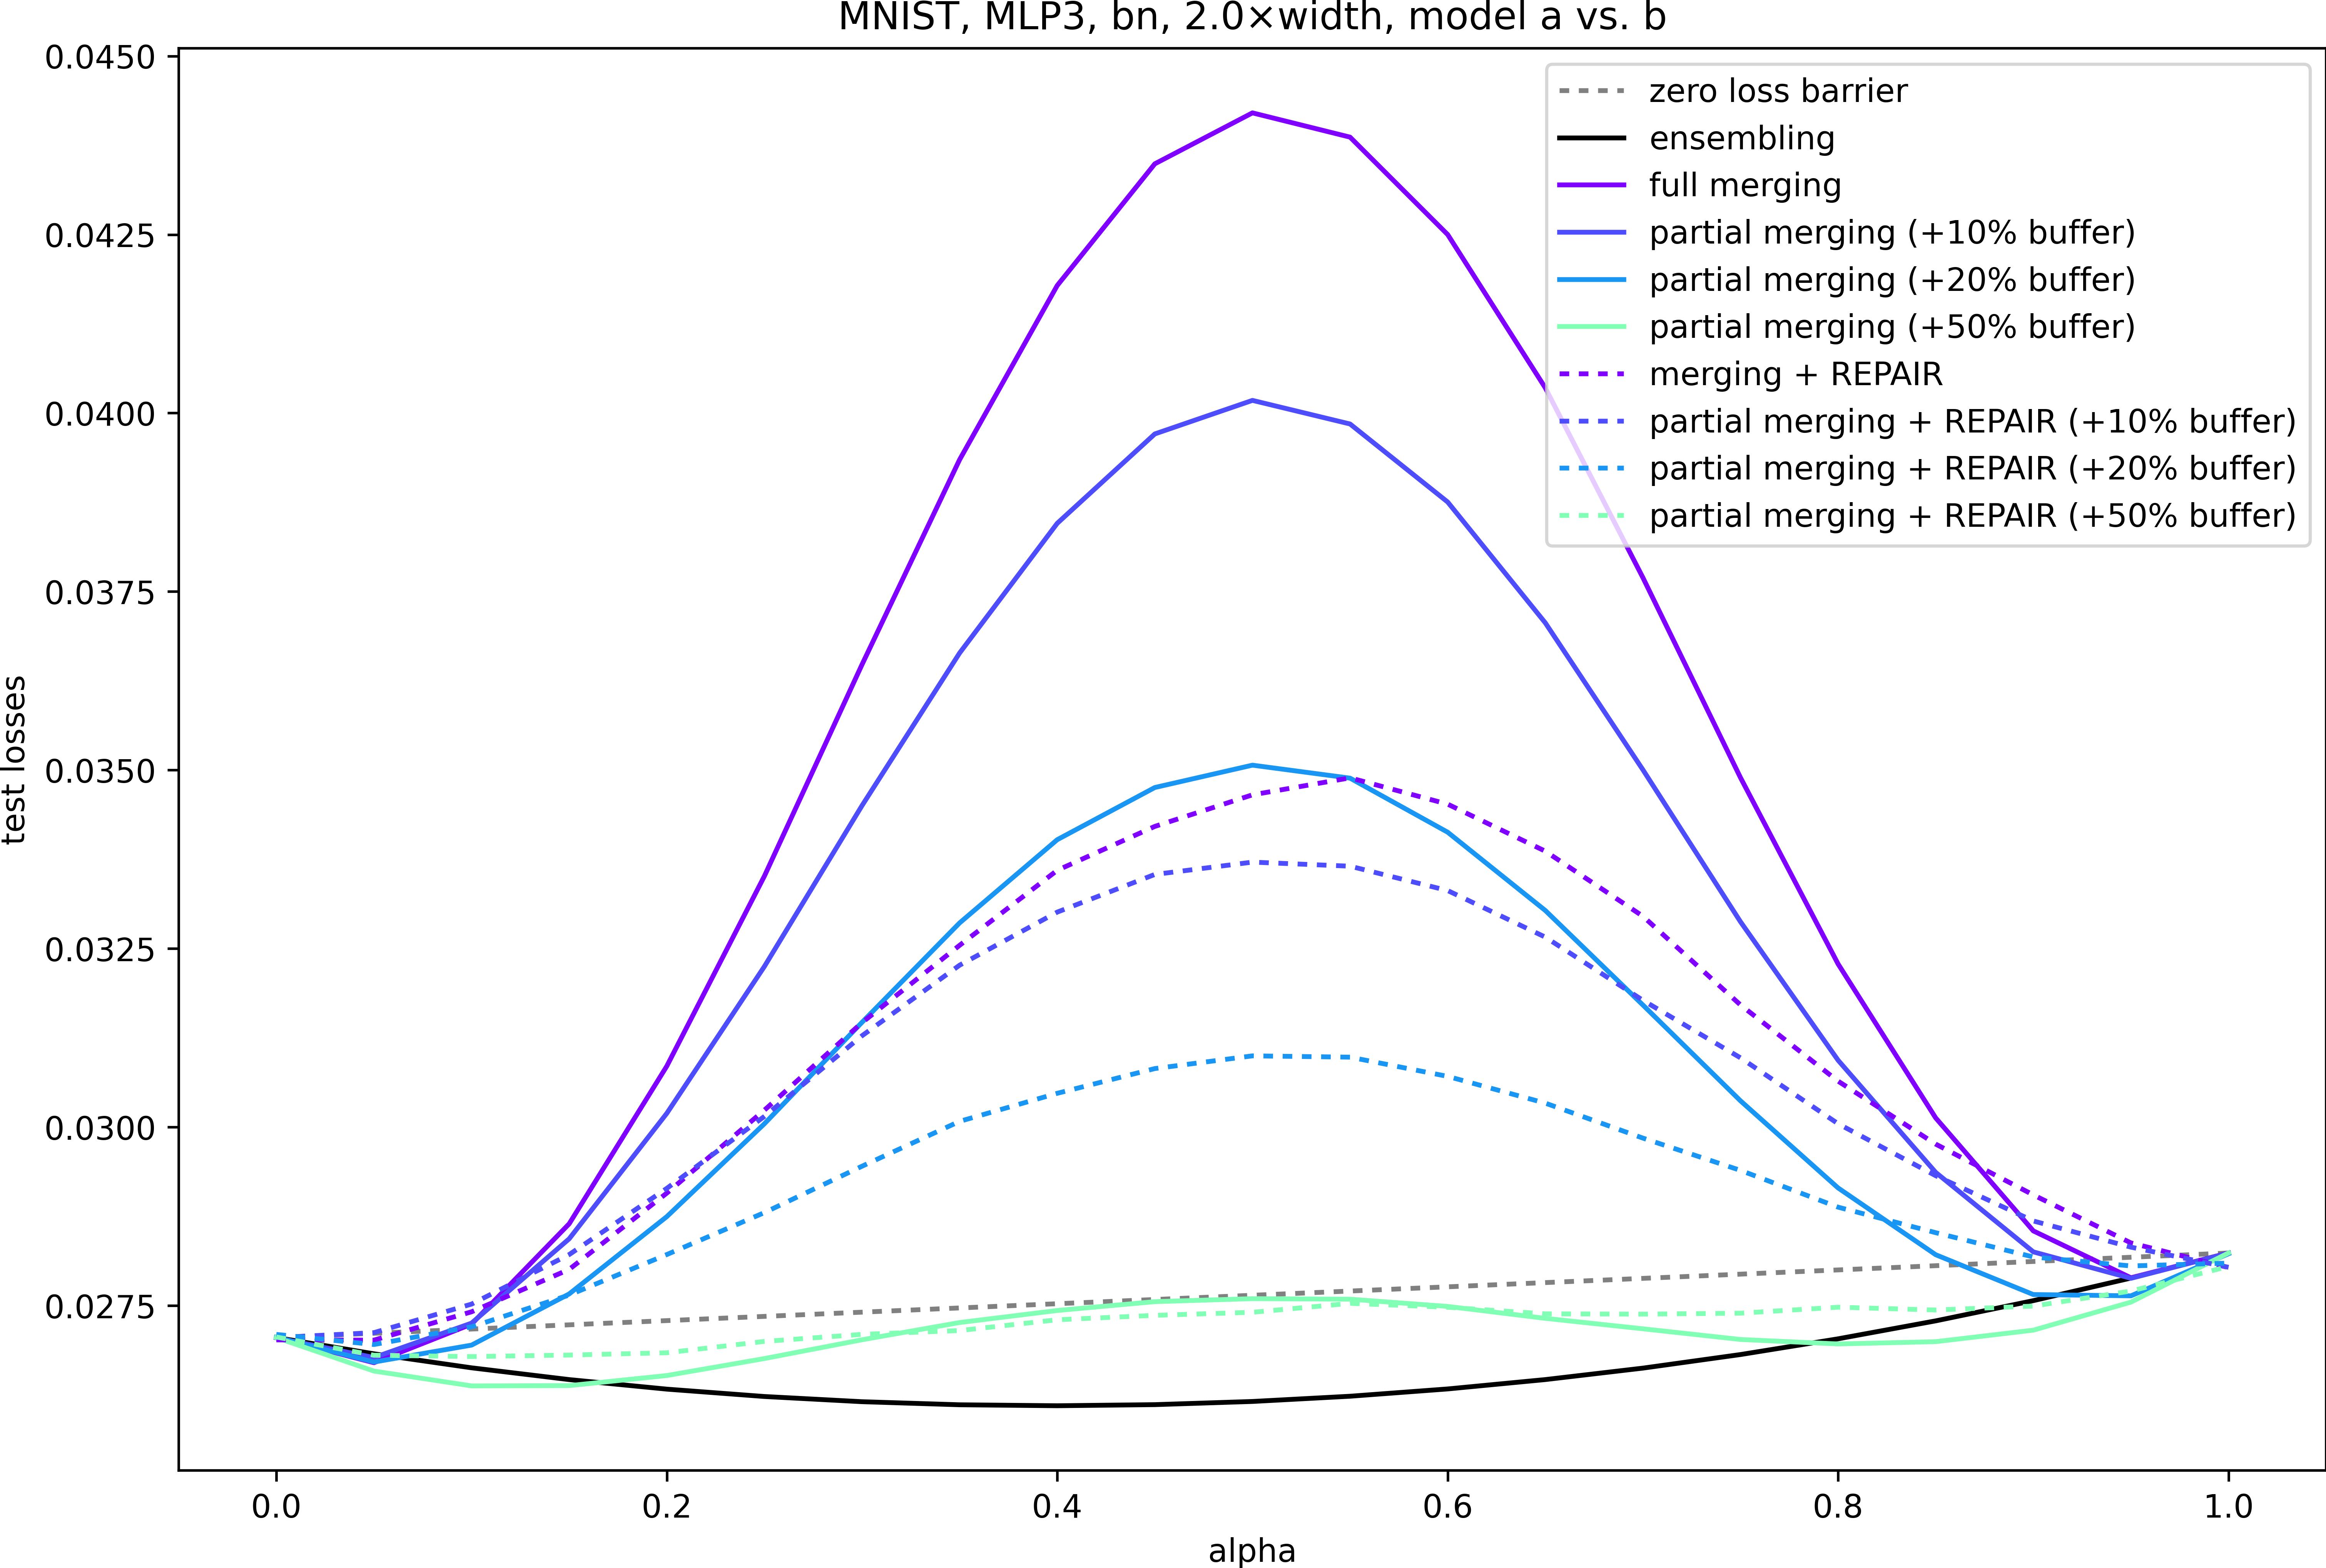 MNIST, MLP3, bn, 2.0×width, model a vs. b
0.0450
0.0425
0.0400
0.0375
0.0350
0.0325
0.0300
0.0275
test losses
zero loss barrier
ensembling
full merging
partial merging (+10% buffer)
partial merging (+20% buffer)
partial merging (+50% buffer)
merging + REPAIR
partial merging + REPAIR (+10% buffer)
partial merging + REPAIR (+20% buffer)
partial merging + REPAIR (+50% buffer)
0.0 0.2 0.4 0.6 0.8 1.0
alpha